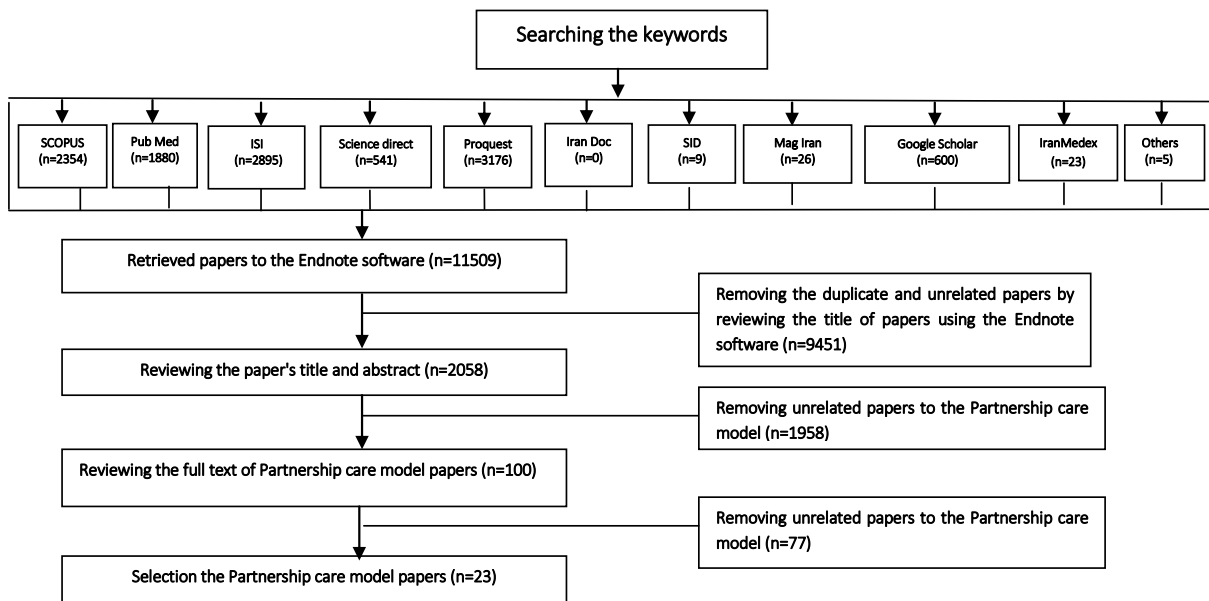 Searching the keywords
SCOPUS
(n=2354)
Pub Med
(n=1880)
ISI
(n=2895)
Science direct
(n=541)
Proquest
(n=3176)
Iran Doc
(n=0)
SID
(n=9)
Mag Iran
(n=26)
Google Scholar
(n=600)
IranMedex
(n=23)
Others
(n=5)
Retrieved papers to the Endnote software (n=11509)
Removing the duplicate and unrelated papers by
reviewing the title of papers using the Endnote
software (n=9451)
Reviewing the paper's title and abstract (n=2058)
Removing unrelated papers to the Partnership care
model (n=1958)
Reviewing the full text of Partnership care model papers (n=100)
Removing unrelated papers to the Partnership care
model (n=77)
Selection the Partnership care model papers (n=23)